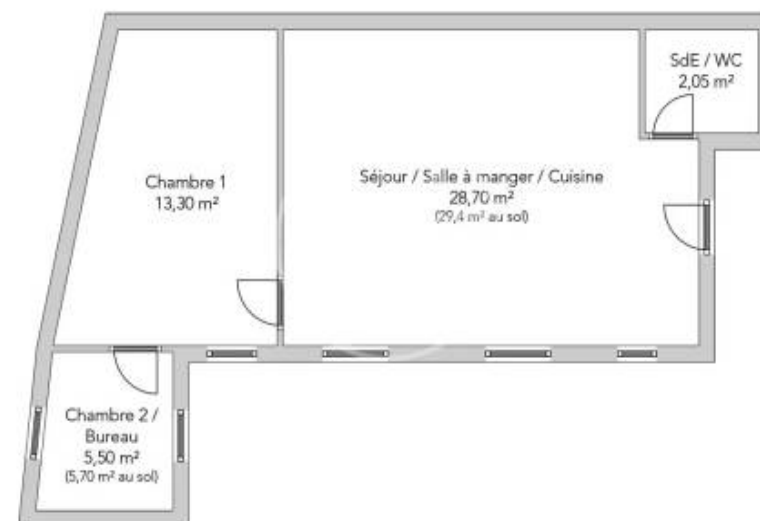 SdE / WC
2,05 m²
Chambre 1
13,30 m²
Séjour / Salle à manger / Cuisine
28,70 m²
(29,4 m² au sol)
Chambre 2 /
Bureau
5,50 m²
(5,70 m² au sol)